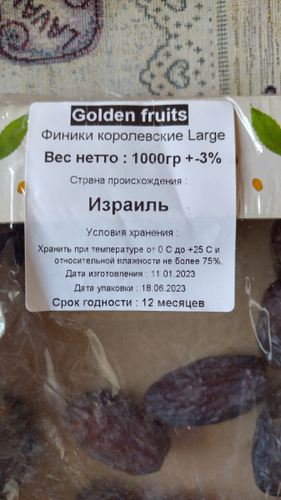 Golden fruits
Финики королевские Large
Вес нетто : 1000гр +-3%
Страна происхождения :
Израиль
Условия хранения :
Хранить при температуре от 0 С до +25 С и
относительной влажности не более 75%.
Дата изготовления : 11.01.2023
Дата упаковки : 18.06.2023
Срок годности : 12 месяцев